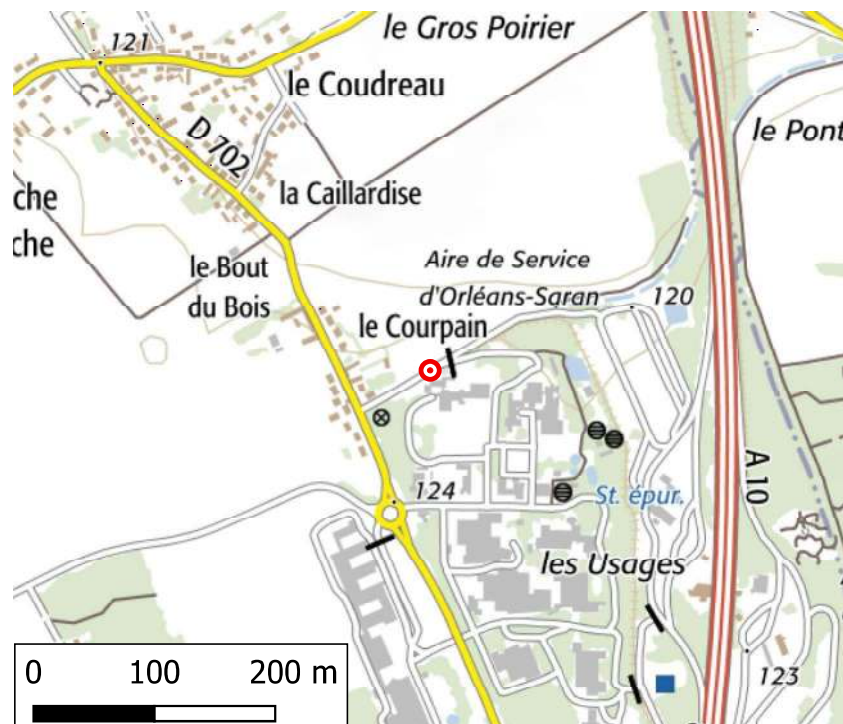 le Gros Poirier
121
le Coudreau
D 702
le Pont
la Caillardise
che
che
Aire de Service
d'Orléans-Saran
le Bout
du Bois
120
le Courpain
A 10
124
St. épur.
les Usages
123
0 100 200 m